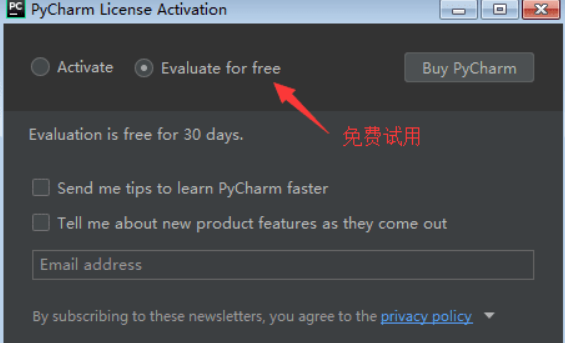 PC PyCharm License Activation
Activate Evaluate for free Buy PyCharm
免费试用
Evaluation is free for 30 days.
Send me tips to learn PyCharm faster
Tell me about new product features as they come out
Email address
By subscribing to these newsletters, you agree to the privacy policy